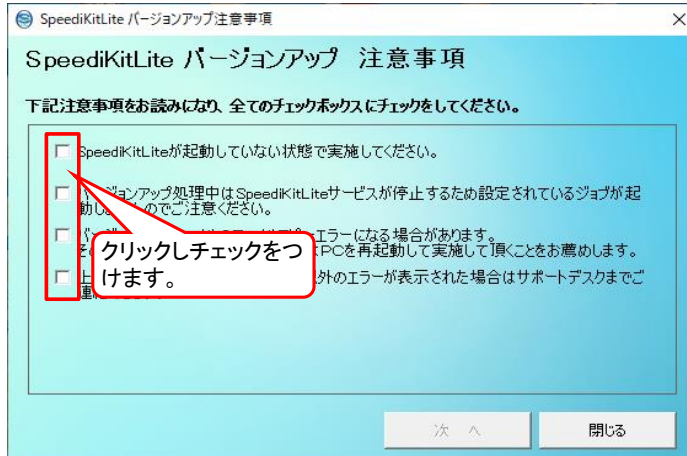 SpeediKitLite バージョンアップ注意事項
SpeediKitLite バージョンアップ 注意事項
下記注意事項をお読みになり、全てのチェックボックスにチェックをしてください。
SpeediKitLiteが起動していない状態で実施してください。
バージョンアップ処理中はSpeediKitLiteサービスが停止するため設定されているジョブが起
動し のでご注意ください。
エラーになる場合があります。
PCを再起動して実施して頂くことをお薦めします。
外のエラーが表示された場合はサポートデスクまでご
クリックしチェックをつ
けます。
次 へ
閉じる